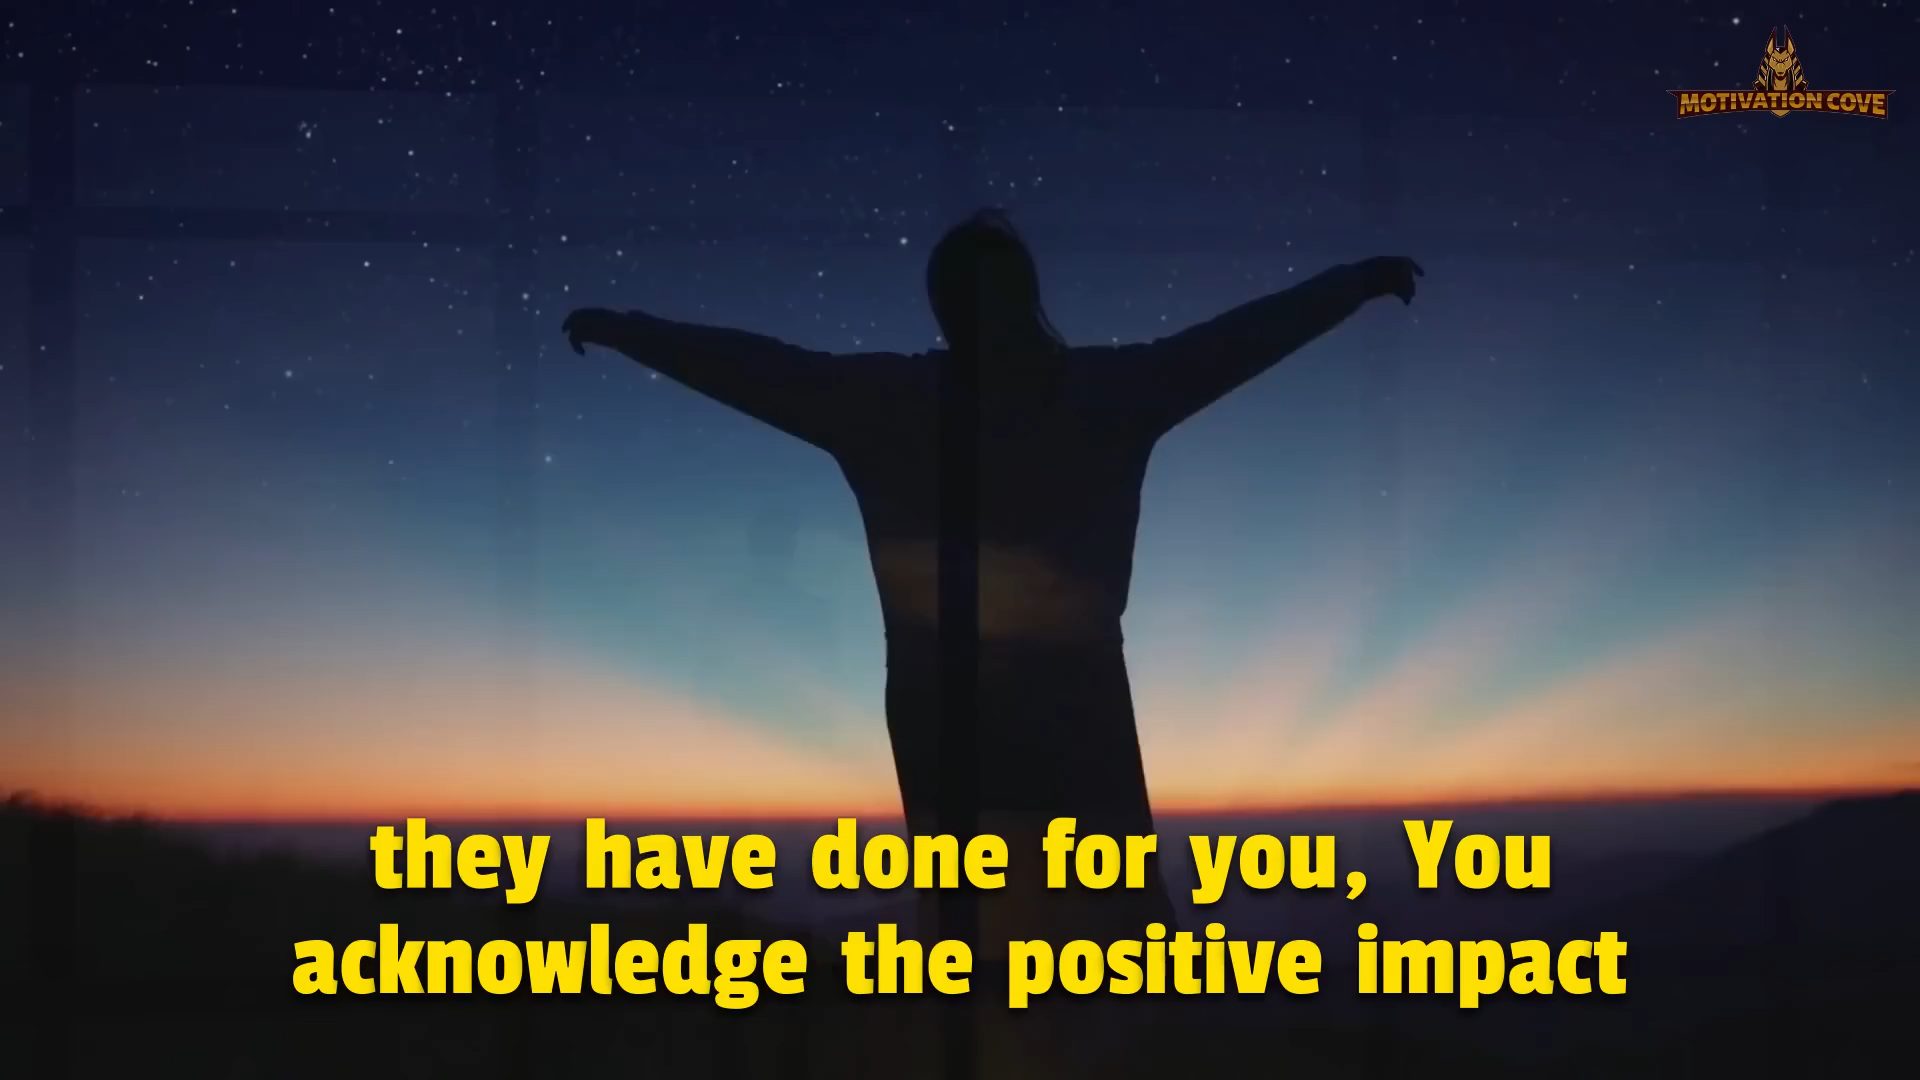 MOTIVATION COVE
they have done for you, You
acknowledge the positive impact